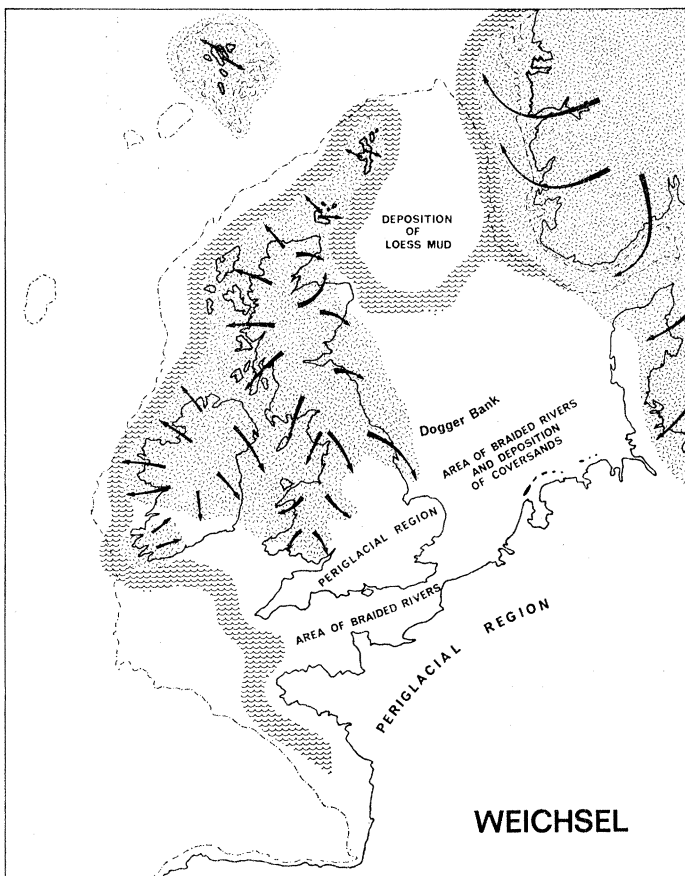 DEPOSITION
OF
LOESS MUD
Dogger Bank
AREA OF BRAIDED RIVERS
AND DEPOSITION
OF COVERSANDS
PERIGLACIAL REGION
AREA OF BRAIDED RIVERS
PERIGLACIAL REGION
WEICHSEL